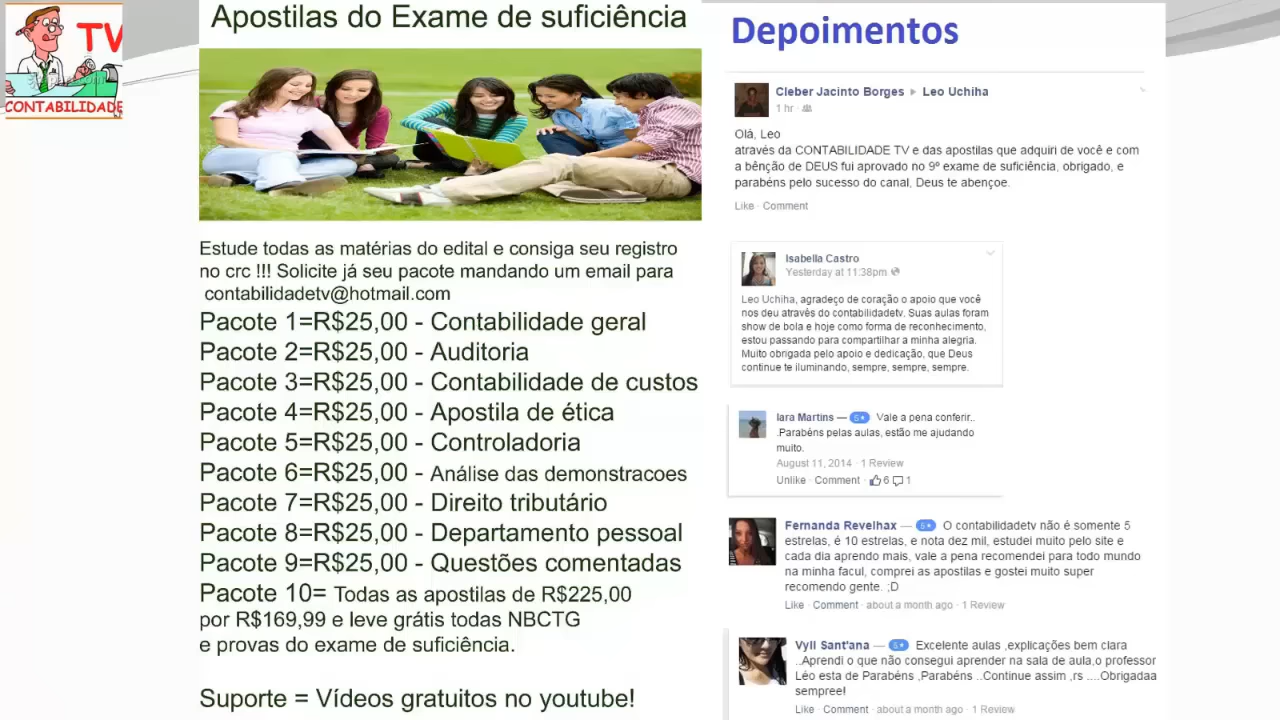 TV
CONTABILIDADE
Apostilas do Exame de suficiência
Estude todas as matérias do edital e consiga seu registro
no crc !!! Solicite já seu pacote mandando um email para
contabilidadetv@hotmail.com
Pacote 1=R$25,00 - Contabilidade geral
Pacote 2=R$25,00 - Auditoria
Pacote 3=R$25,00 - Contabilidade de custos
Pacote 4=R$25,00 - Apostila de ética
Pacote 5=R$25,00 - Controladoria
Pacote 6=R$25,00 - Análise das demonstracoes
Pacote 7=R$25,00 - Direito tributário
Pacote 8=R$25,00 - Departamento pessoal
Pacote 9=R$25,00 - Questões comentadas
Pacote 10= Todas as apostilas de R$225,00
por R$169,99 e leve grátis todas NBCTG
e provas do exame de suficiência.
Suporte = Vídeos gratuitos no youtube!
Depoimentos
Cleber Jacinto Borges Leo Uchiha
1 hr ·
Olá, Leo
através da CONTABILIDADE TV e das apostilas que adquiri de você e com
a bênção de DEUS fui aprovado no 9º exame de suficiência, obrigado, e
parabéns pelo sucesso do canal, Deus te abençoe.
Like · Comment
Isabella Castro
Yesterday at 11:38pm
Leo Uchiha, agradeço de coração o apoio que você
nos deu através do contabilidadetv. Suas aulas foram
show de bola e hoje como forma de reconhecimento,
estou passando para compartilhar a minha alegria.
Muito obrigada pelo apoio e dedicação, que Deus
continue te iluminando, sempre, sempre, sempre.
Iara Martins — 5★ Vale a pena conferir..
.Parabéns pelas aulas, estão me ajudando
muito.
August 11, 2014 · 1 Review
Unlike · Comment · 6 1
Fernanda Revelhax — 5★ O contabilidadetv não é somente 5
estrelas, é 10 estrelas, e nota dez mil, estudei muito pelo site e
cada dia aprendo mais, vale a pena recomendei para todo mundo
na minha facul, comprei as apostilas e gostei muito super
recomendo gente. ;D
Like · Comment · about a month ago · 1 Review
Vyli Sant'ana — 5★ Excelente aulas ,explicações bem clara
..Aprendi o que não consegui aprender na sala de aula,o professor
Léo esta de Parabéns ,Parabéns ..Continue assim ,rs ....Obrigadaa
sempree!
Like · Comment · about a month ago · 1 Review